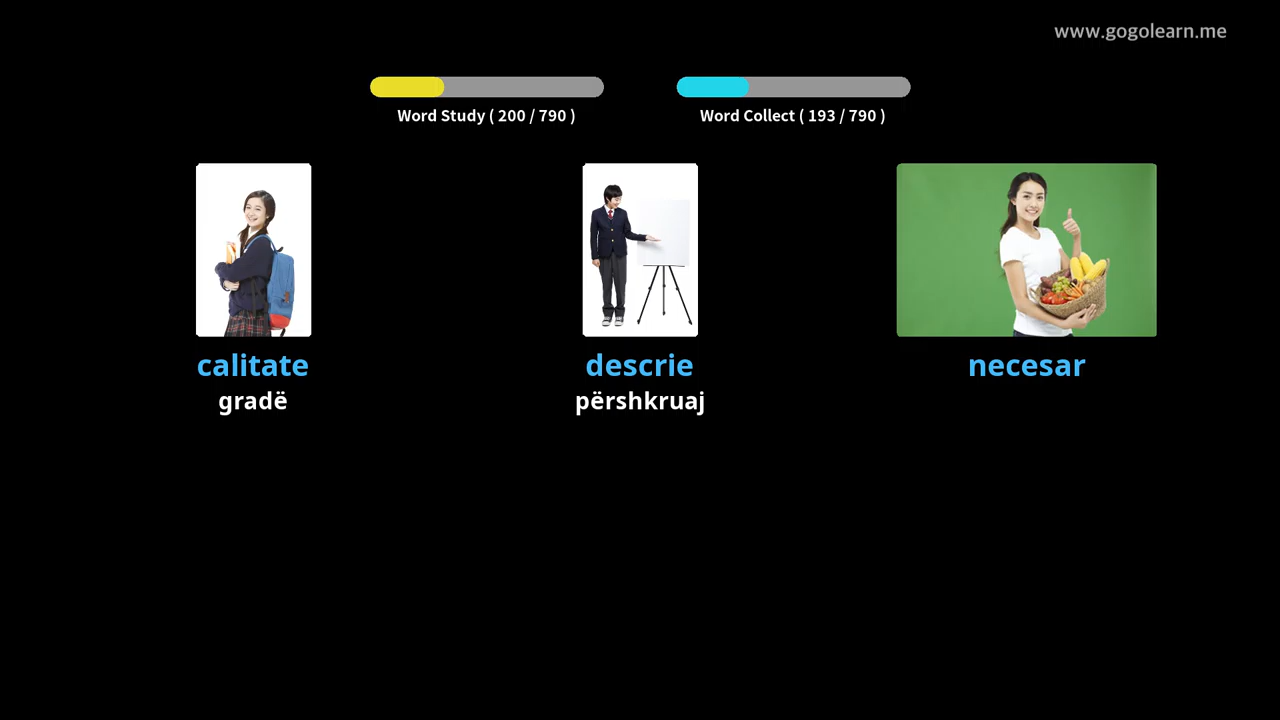 www.gogolearn.me
Word Study ( 200 / 790 )
Word Collect ( 193 / 790 )
calitate
descrie
necesar
gradë
përshkruaj